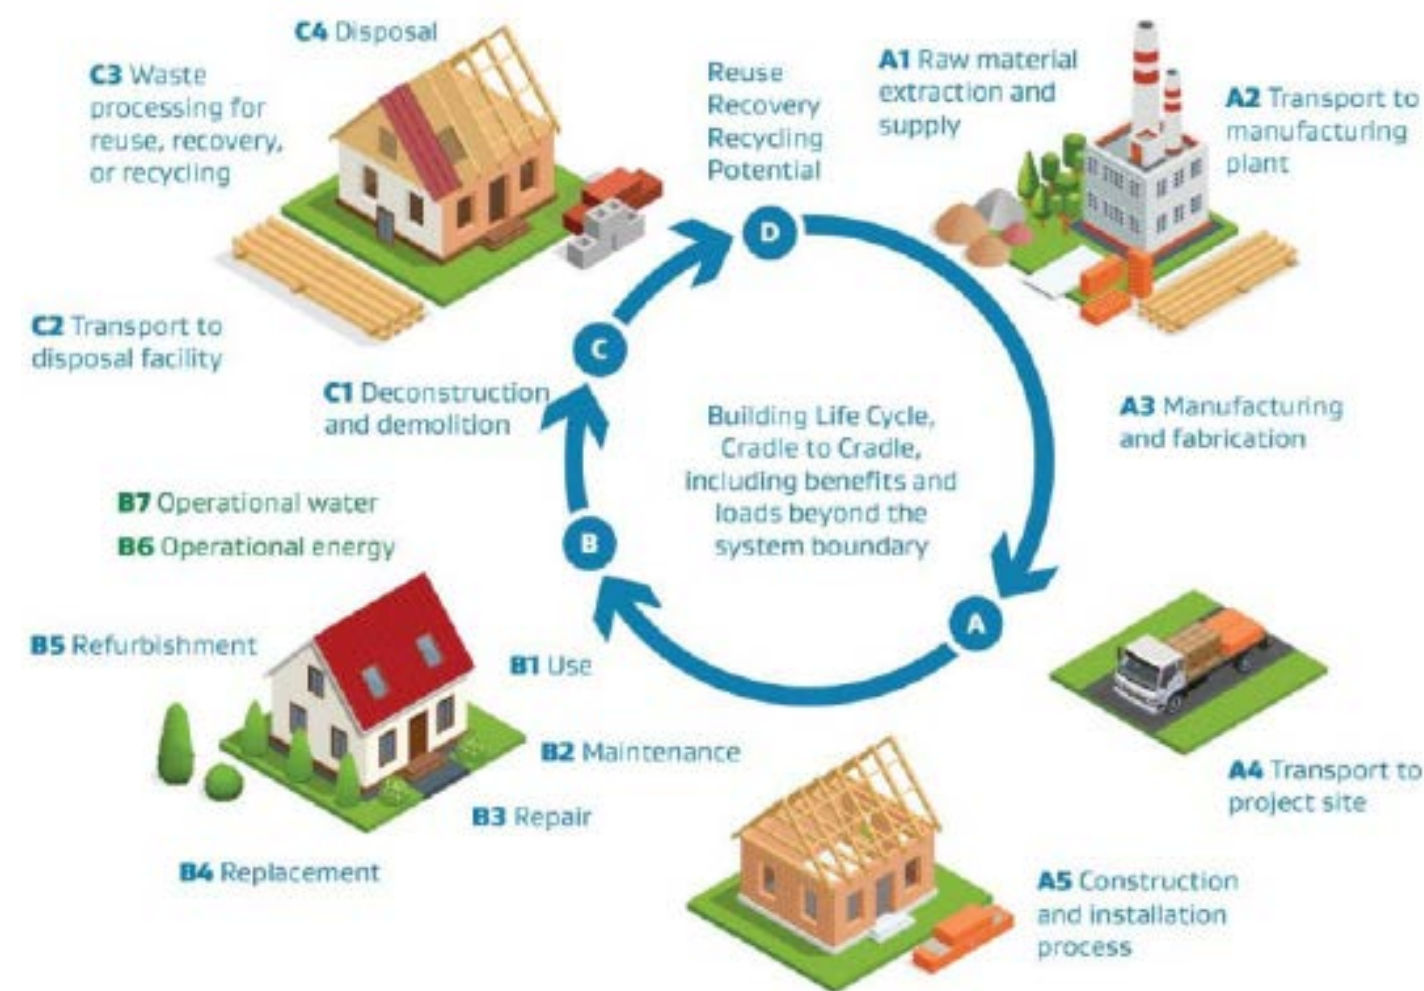 C4 Disposal
C3 Waste
processing for
reuse, recovery,
or recycling
Reuse
Recovery
Recycling
Potential
A1 Raw material
extraction and
supply
A2 Transport to
manufacturing
plant
D
C2 Transport to
disposal facility
C
C1 Deconstruction
and demolition
Building Life Cycle,
Cradle to Cradle,
including benefits and
loads beyond the
system boundary
A3 Manufacturing
and fabrication
B7 Operational water
B6 Operational energy
B
A
B5 Refurbishment
B1 Use
B2 Maintenance
B3 Repair
B4 Replacement
A4 Transport to
project site
A5 Construction
and installation
process